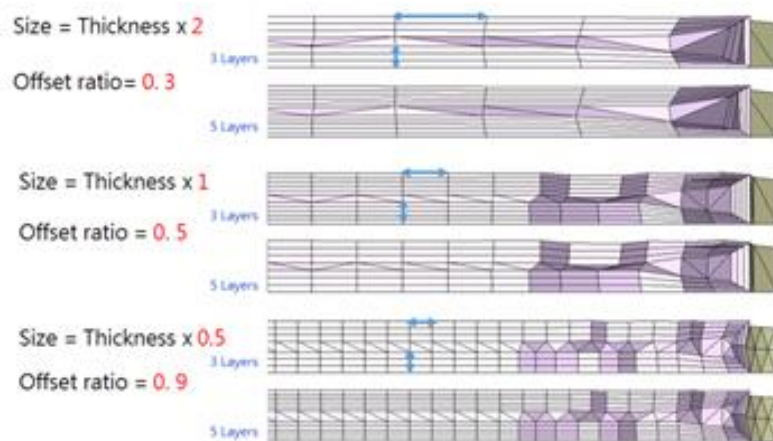 Size = Thickness x 2
3 Layers
Offset ratio= 0. 3
5 Layers
Size = Thickness x 1
3 Layers
Offset ratio = 0. 5
5 Layers
Size = Thickness x 0.5
3 Layers
Offset ratio = 0. 9
5 Layers